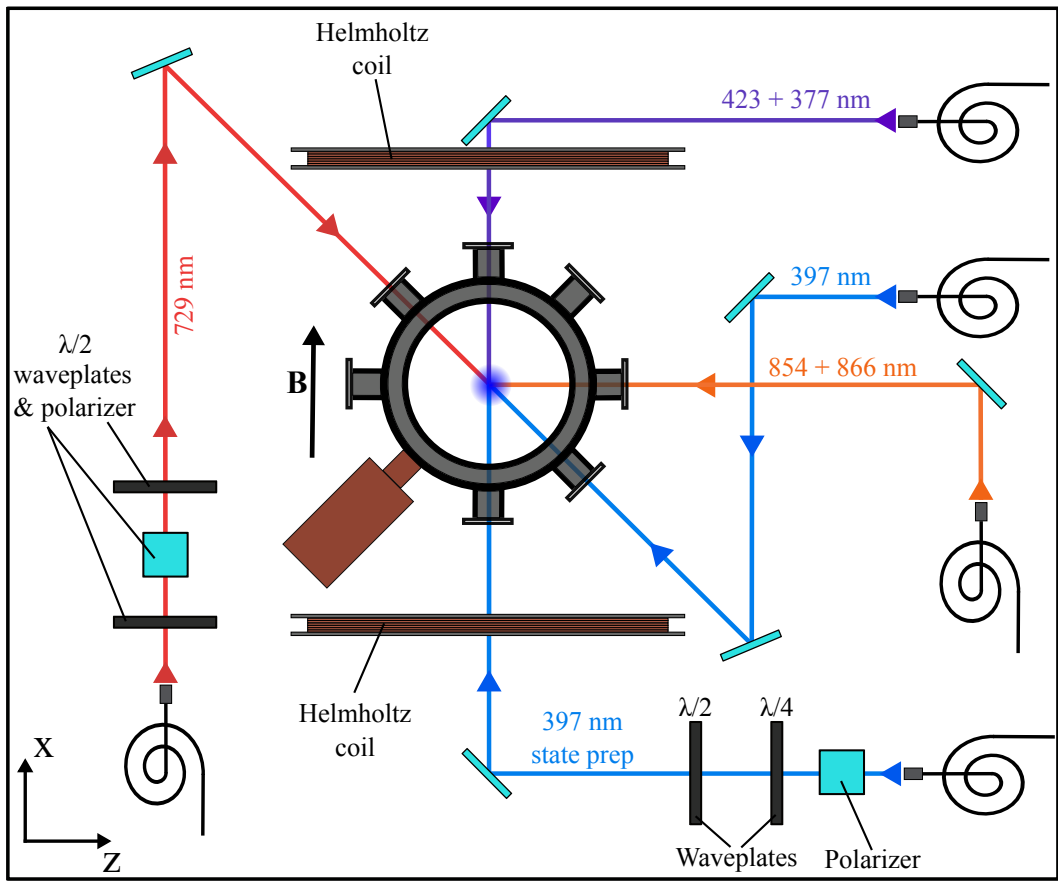 Helmholtz
coil
423 + 377 nm
397 nm
729 nm
λ/2
waveplates
& polarizer
B
854 + 866 nm
Helmholtz
coil
397 nm
state prep
λ/2
λ/4
Waveplates
Polarizer
X
Z